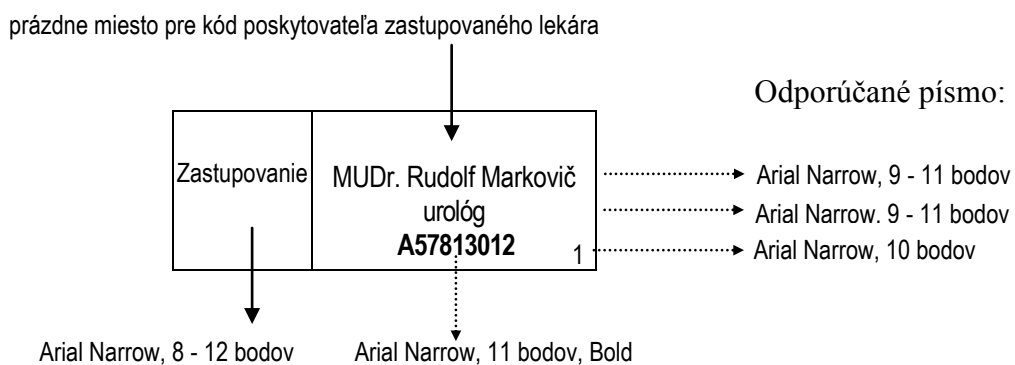 prázdne miesto pre kód poskytovateľa zastupovaného lekára
Odporúčané písmo:
Zastupovanie
MUDr. Rudolf Markovič
urológ
A57813012
1
Arial Narrow, 9 - 11 bodov
Arial Narrow. 9 - 11 bodov
Arial Narrow, 10 bodov
Arial Narrow, 8 - 12 bodov
Arial Narrow, 11 bodov, Bold